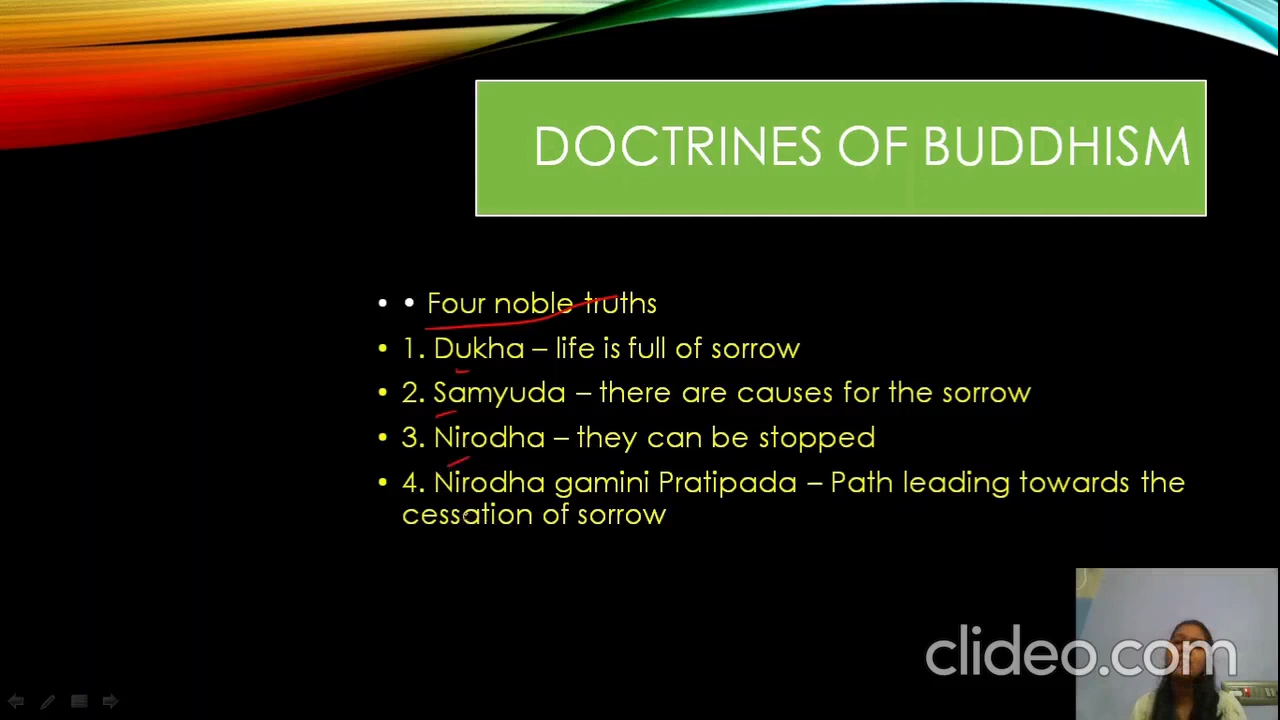 DOCTRINES OF BUDDHISM
• • Four noble truths
• 1. Dukha – life is full of sorrow
• 2. Samyuda – there are causes for the sorrow
• 3. Nirodha – they can be stopped
• 4. Nirodha gamini Pratipada – Path leading towards the
cessation of sorrow
clideo.com